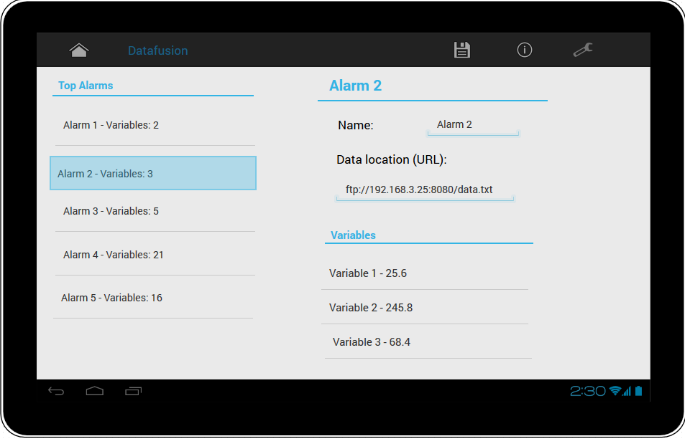 Datafusion
Top Alarms
Alarm 1 - Variables: 2
Alarm 2 - Variables: 3
Alarm 3 - Variables: 5
Alarm 4 - Variables: 21
Alarm 5 - Variables: 16
Alarm 2
Name: Alarm 2
Data location (URL):
ftp://192.168.3.25:8080/data.txt
Variables
Variable 1 - 25.6
Variable 2 - 245.8
Variable 3 - 68.4
2:30